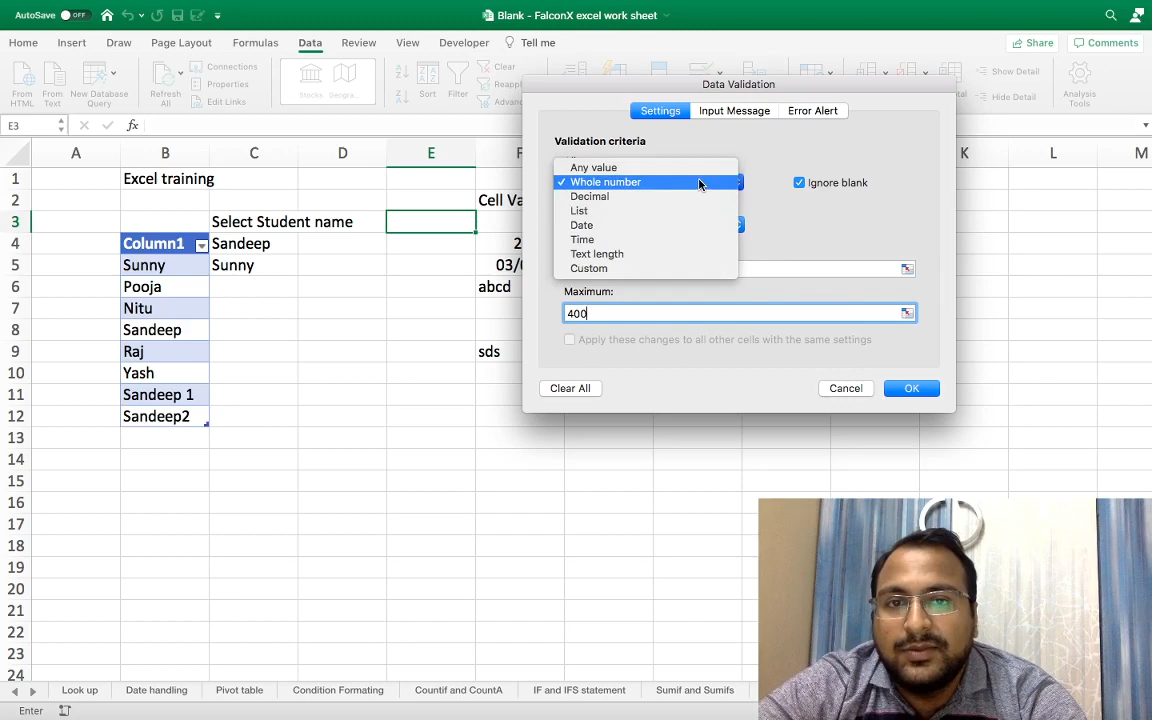 AutoSave OFF Blank - FalconX excel work sheet
Home Insert Draw Page Layout Formulas Data Review View Developer Tell me Share Comments
From HTML From Text New Database Query Refresh All Connections Properties Edit Links Stocks Sort Filter Clear Show Detail Hide Detail Analysis Tools
E3 fx
Data Validation
Settings Input Message Error Alert
Validation criteria
Any value
✓ Whole number
Decimal
List
Date
Time
Text length
Custom
Ignore blank
Maximum:
400
Apply these changes to all other cells with the same settings
Clear All Cancel OK
A B C D E F K L M
1 Excel training
2 Cell Va
3 Select Student name
4 Column1 Sandeep 2
5 Sunny Sunny 03/0
6 Pooja abcd
7 Nitu
8 Sandeep
9 Raj sds
10 Yash
11 Sandeep 1
12 Sandeep2
13
14
15
16
17
18
19
20
21
22
23
24
Look up Date handling Pivot table Condition Formating Countif and CountA IF and IFS statement Sumif and Sumifs
Enter